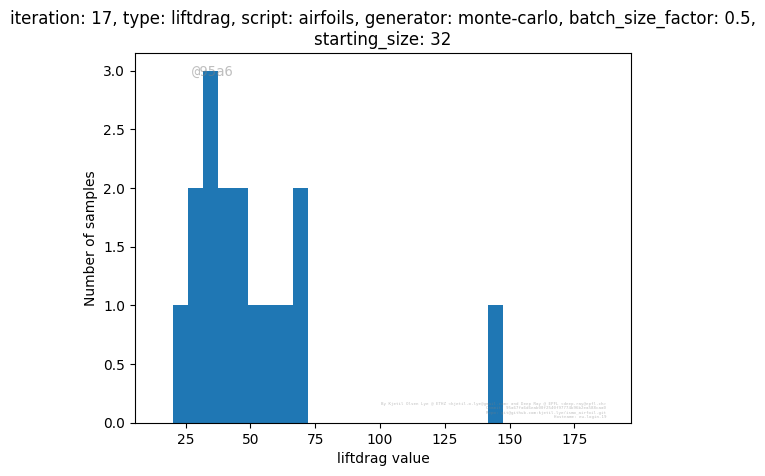 iteration: 17, type: liftdrag, script: airfoils, generator: monte-carlo, batch_size_factor: 0.5,
starting_size: 32
@95a6
3.0
2.5
2.0
1.5
1.0
0.5
0.0
Number of samples
25 50 75 100 125 150 175
liftdrag value